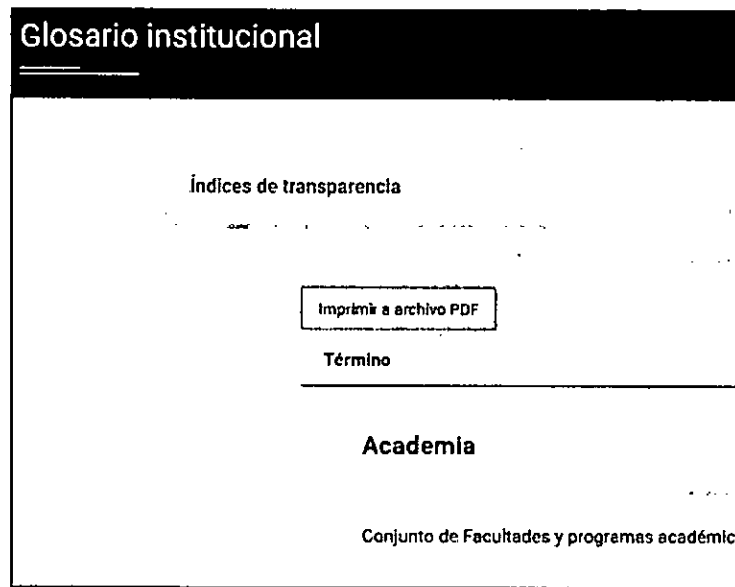 Glosario institucional
Índices de transparencia
Imprimir a archivo PDF
Término
Academia
Conjunto de Facultades y programas académic